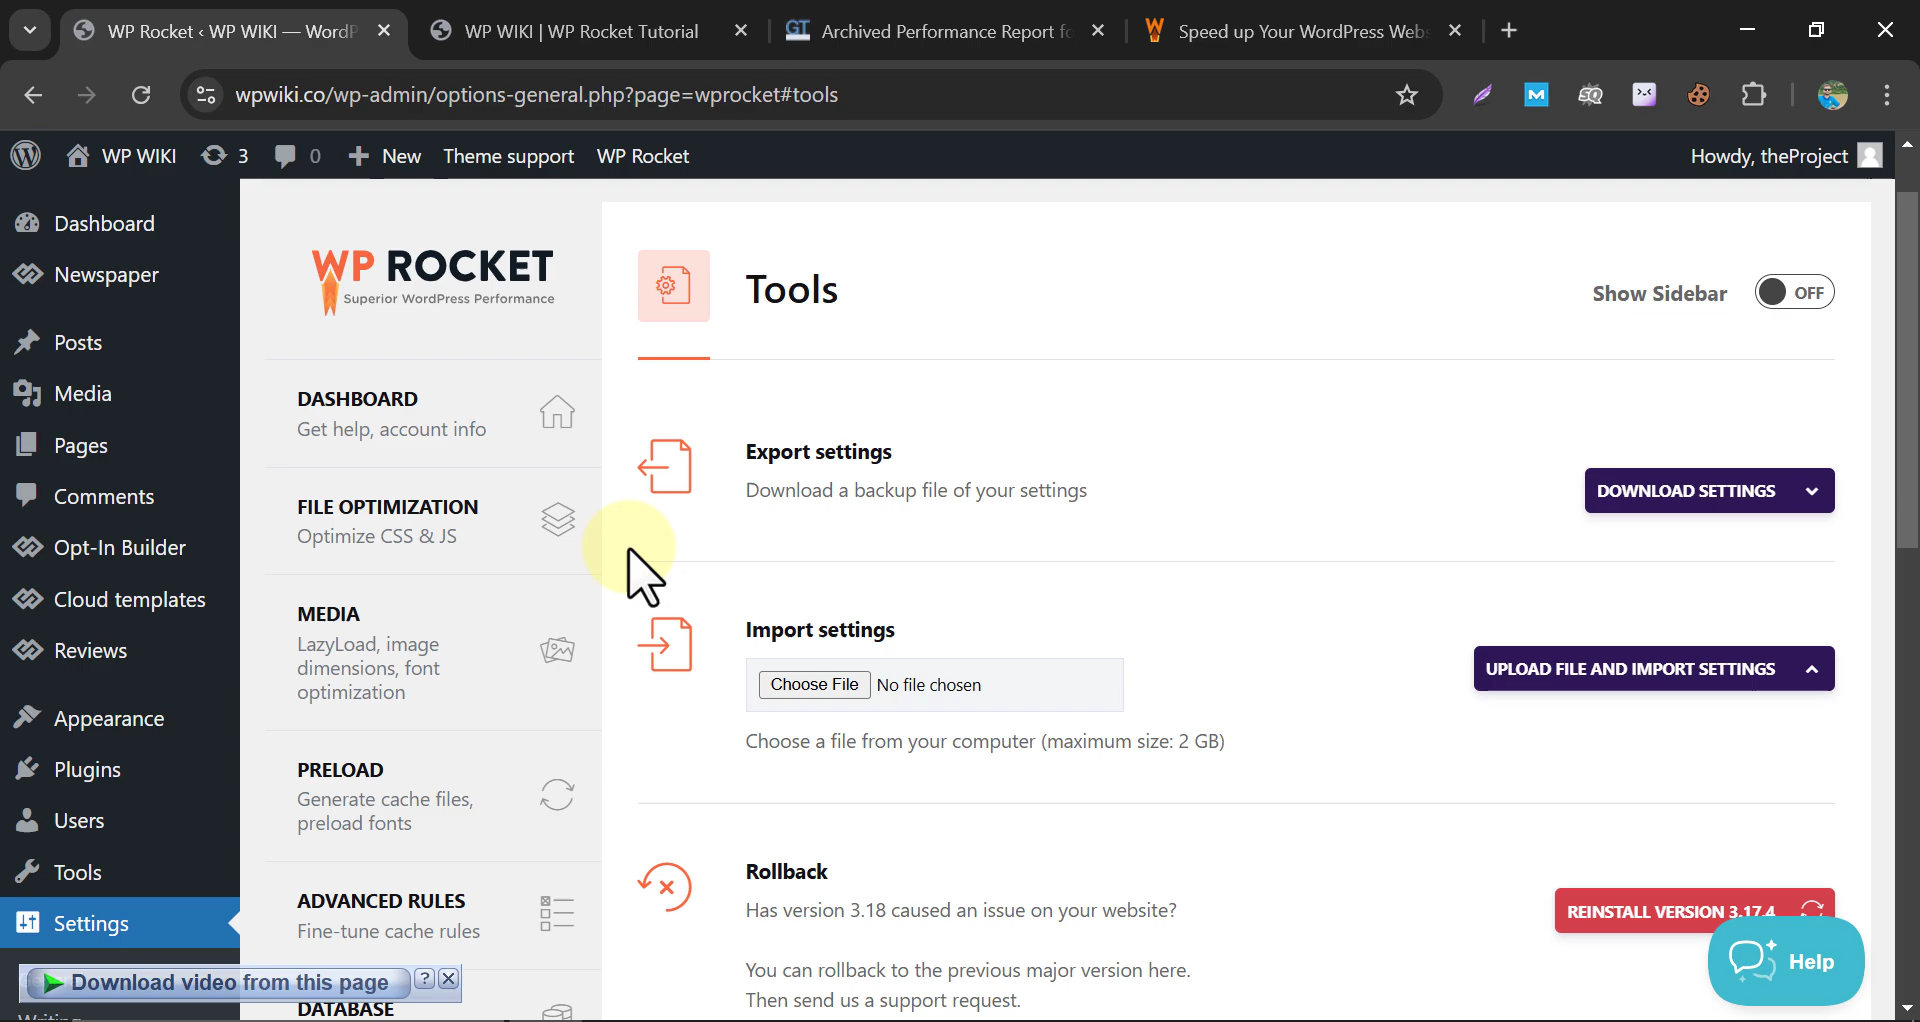 WP Rocket ‹ WP WIKI — WordP
WP WIKI | WP Rocket Tutorial
GT Archived Performance Report fo
Speed up Your WordPress Webs
wpwiki.co/wp-admin/options-general.php?page=wprocket#tools
WP WIKI
3
0
New
Theme support
WP Rocket
Howdy, theProject
Dashboard
Newspaper
Posts
Media
Pages
Comments
Opt-In Builder
Cloud templates
Reviews
Appearance
Plugins
Users
Tools
Settings
Download video from this page
?
WP ROCKET
Superior WordPress Performance
DASHBOARD
Get help, account info
FILE OPTIMIZATION
Optimize CSS & JS
MEDIA
LazyLoad, image
dimensions, font
optimization
PRELOAD
Generate cache files,
preload fonts
ADVANCED RULES
Fine-tune cache rules
DATABASE
Tools
Show Sidebar
OFF
Export settings
Download a backup file of your settings
DOWNLOAD SETTINGS
Import settings
Choose File No file chosen
UPLOAD FILE AND IMPORT SETTINGS
Choose a file from your computer (maximum size: 2 GB)
Rollback
Has version 3.18 caused an issue on your website?
REINSTALL VERSION 3.17.4
You can rollback to the previous major version here.
Then send us a support request.
Help